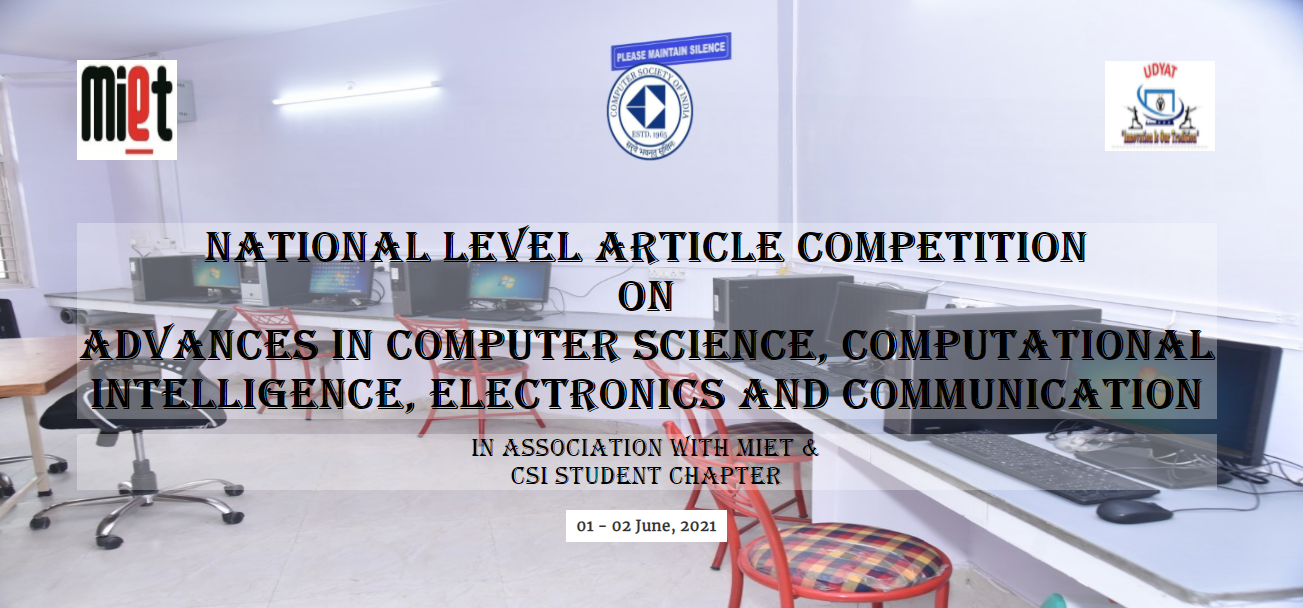 miet
PLEASE MAINTAIN SILENCE
COMPUTER SOCIETY OF INDIA
ESTD. 1965
सर्वे भवन्तु सुखिनः
UDYAT
"Innovation is Our Tradition"
NATIONAL LEVEL ARTICLE COMPETITION
ON
ADVANCES IN COMPUTER SCIENCE, COMPUTATIONAL
INTELLIGENCE, ELECTRONICS AND COMMUNICATION
IN ASSOCIATION WITH MIET &
CSI STUDENT CHAPTER
01 - 02 June, 2021